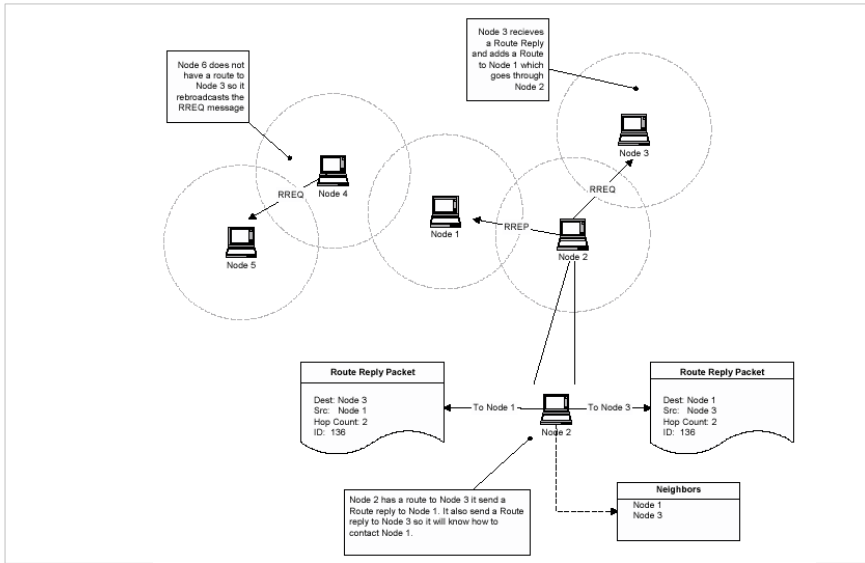 Node 6 does not
have a route to
Node 3 so it
rebroadcasts the
RREQ message
Node 3 recieves
a Route Reply
and adds a Route
to Node 1 which
goes through
Node 2
Node 3
Node 4
RREQ
RREQ
Node 1
RREP
Node 2
Node 5
Route Reply Packet
Dest: Node 3
Src: Node 1
Hop Count: 2
ID: 136
To Node 1
To Node 3
Node 2
Route Reply Packet
Dest: Node 1
Src: Node 3
Hop Count: 2
ID: 136
Node 2 has a route to Node 3 it send a
Route reply to Node 1. It also send a Route
reply to Node 3 so it will know how to
contact Node 1.
Neighbors
Node 1
Node 3